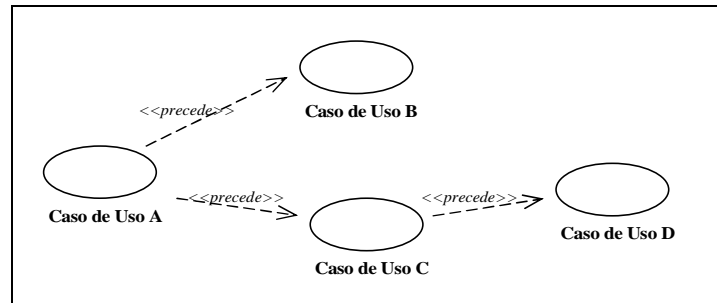 <<precede>>
Caso de Uso B
<<precede>>
<<precede>>
Caso de Uso A
Caso de Uso D
Caso de Uso C